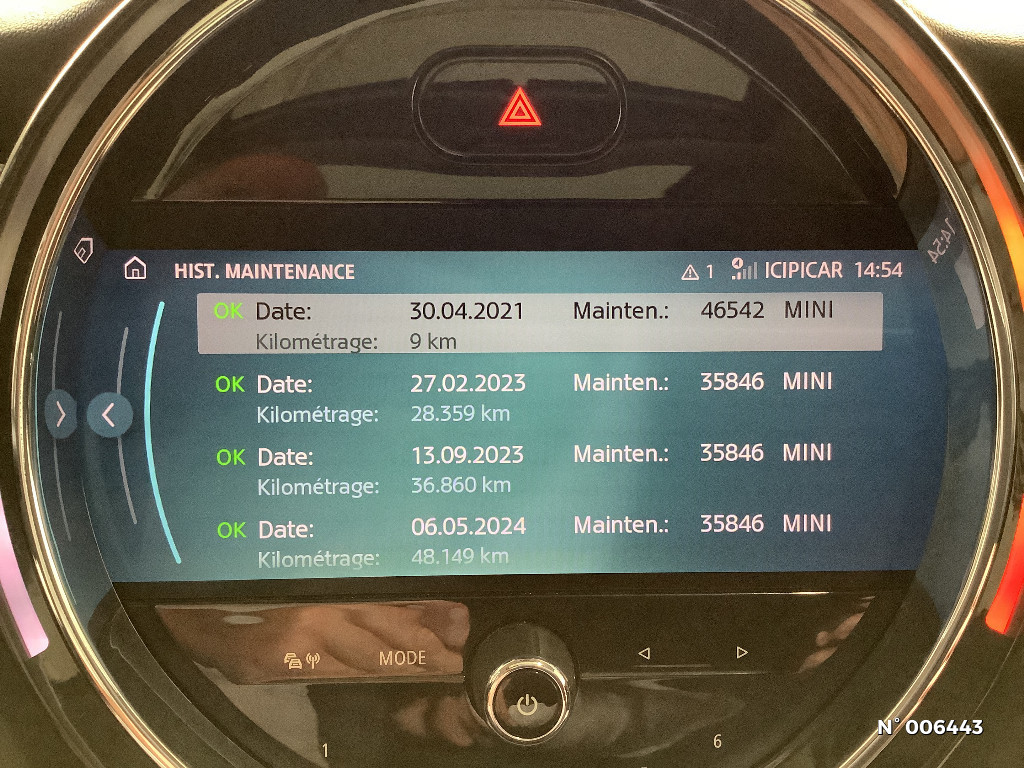 HIST. MAINTENANCE 1 4 ICIPICAR 14:54
OK Date: 30.04.2021 Mainten.: 46542 MINI
Kilométrage: 9 km
OK Date: 27.02.2023 Mainten.: 35846 MINI
Kilométrage: 28.359 km
OK Date: 13.09.2023 Mainten.: 35846 MINI
Kilométrage: 36.860 km
OK Date: 06.05.2024 Mainten.: 35846 MINI
Kilométrage: 48.149 km
MODE
1 6
N°006443